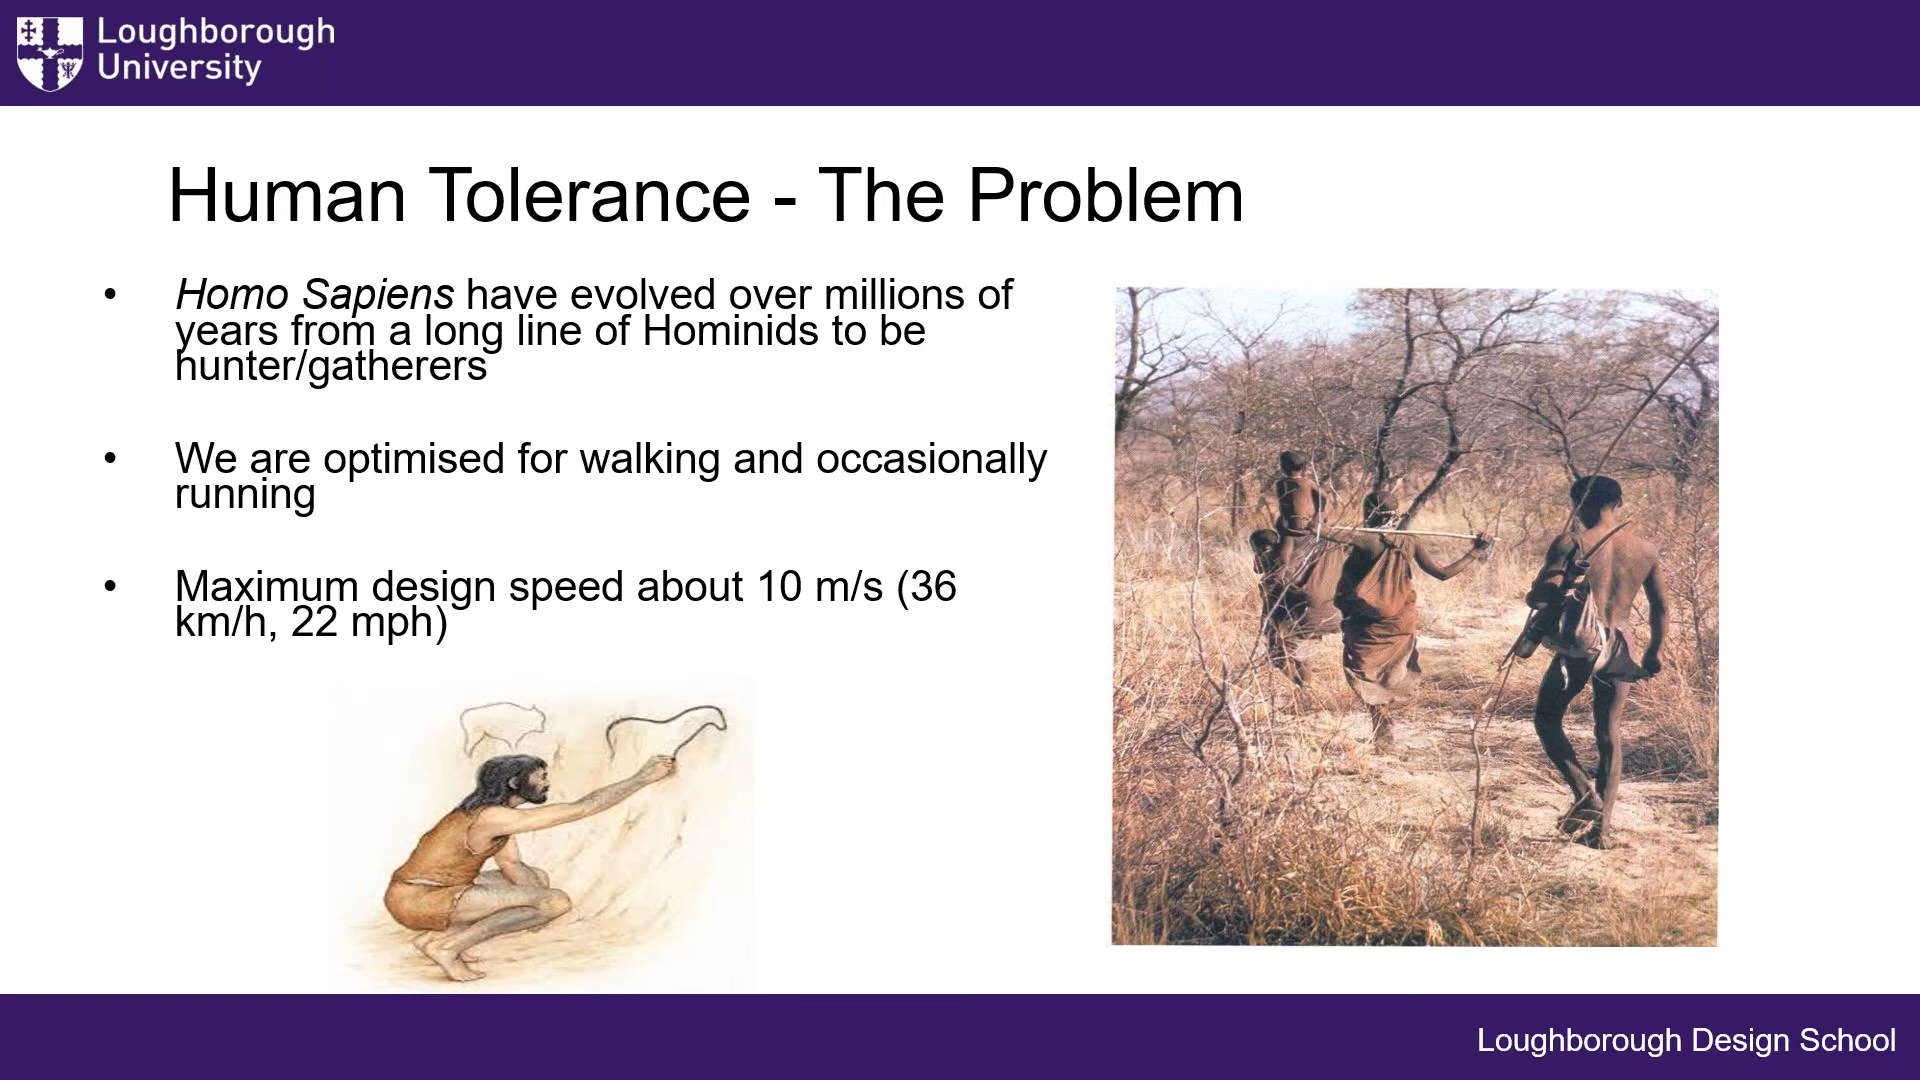 Loughborough
University
Human Tolerance - The Problem
• Homo Sapiens have evolved over millions of
years from a long line of Hominids to be
hunter/gatherers
• We are optimised for walking and occasionally
running
• Maximum design speed about 10 m/s (36
km/h, 22 mph)
Loughborough Design School